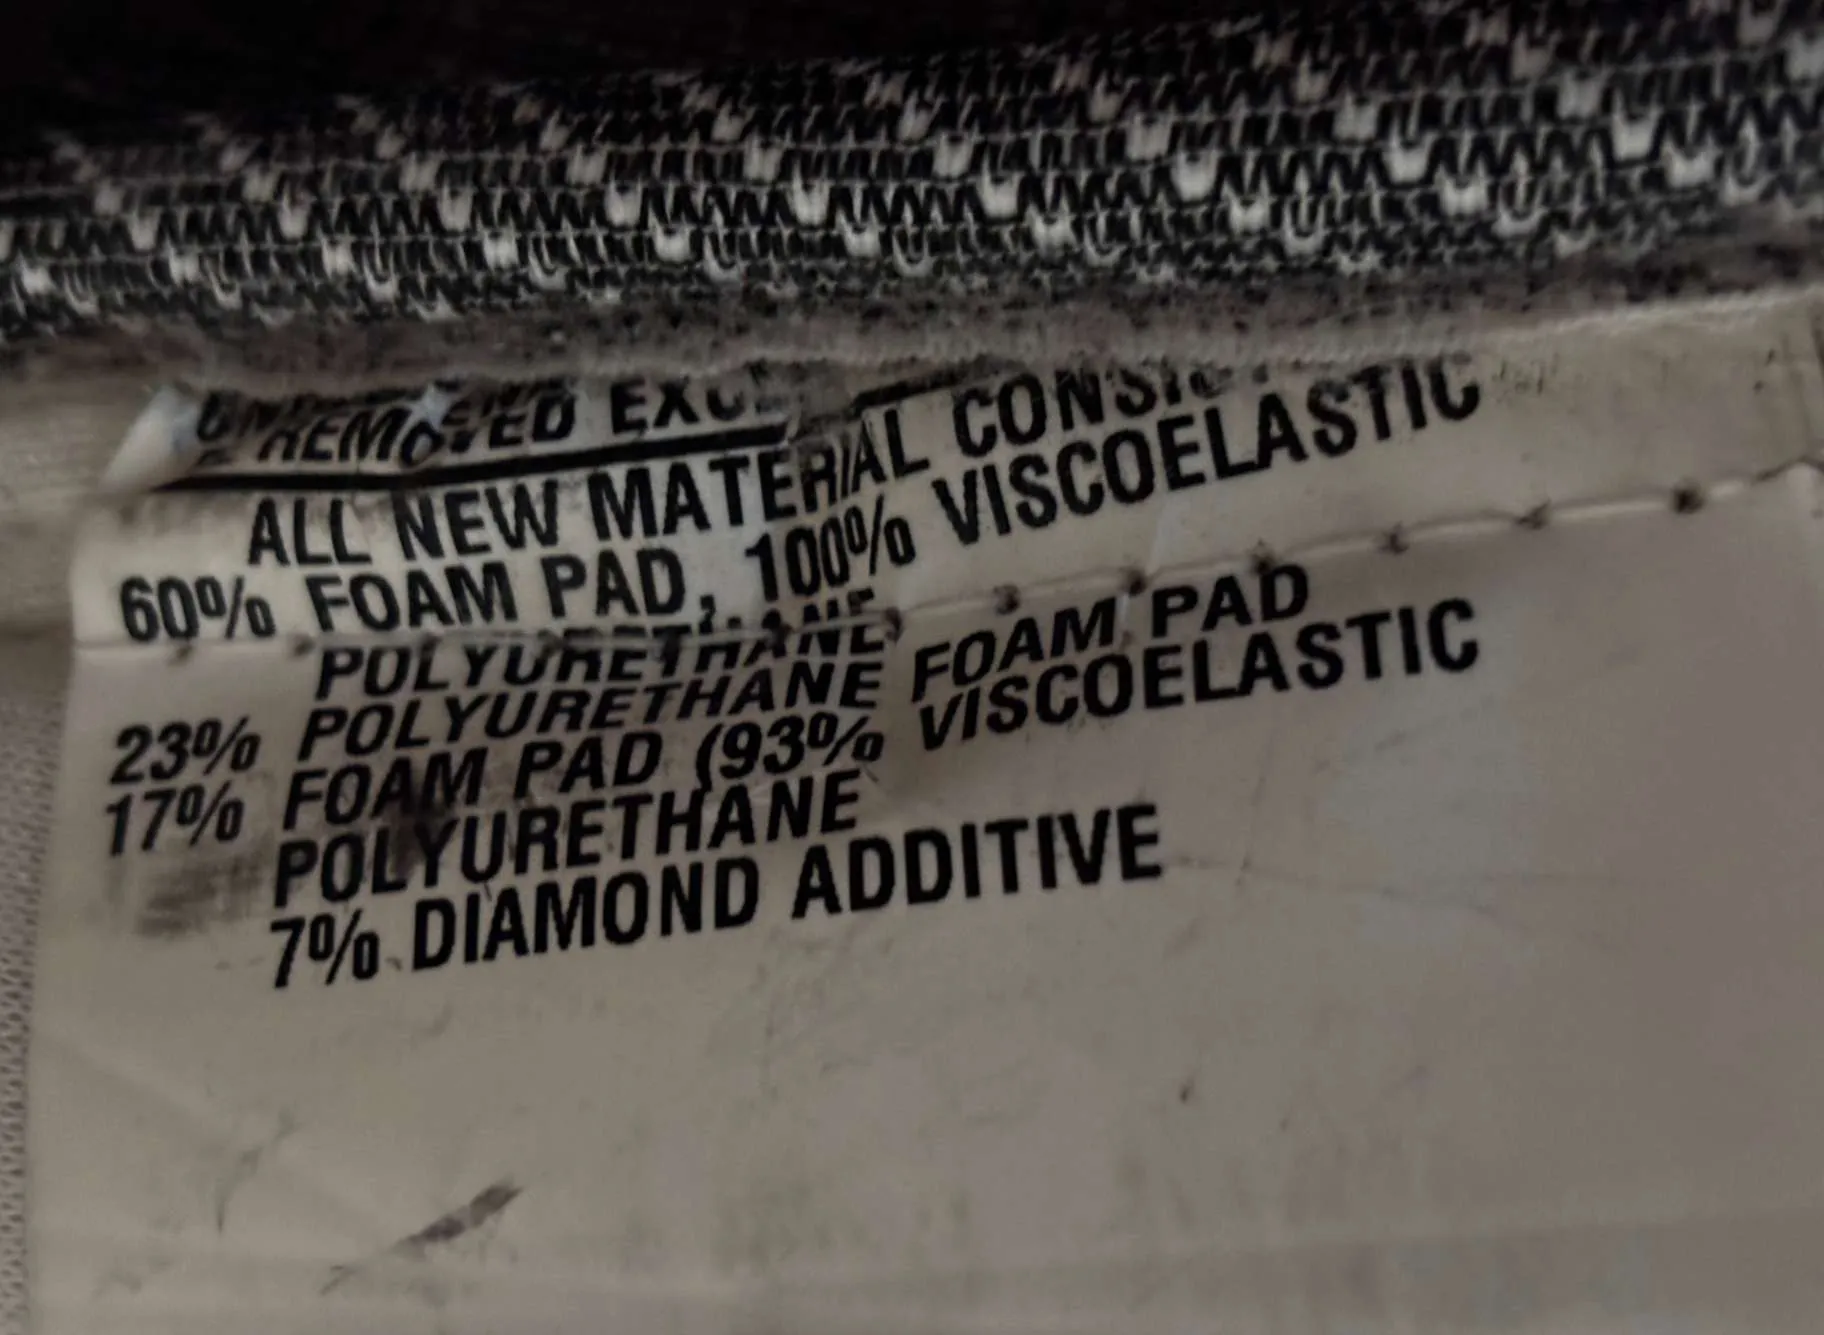 REMOVED
ALL NEW MATERIAL
60% FOAM PAD, 100% VISCOELASTIC
POLYURETHANE
23% POLYURETHANE FOAM PAD
17% FOAM PAD (93% VISCOELASTIC
POLYURETHANE
7% DIAMOND ADDITIVE